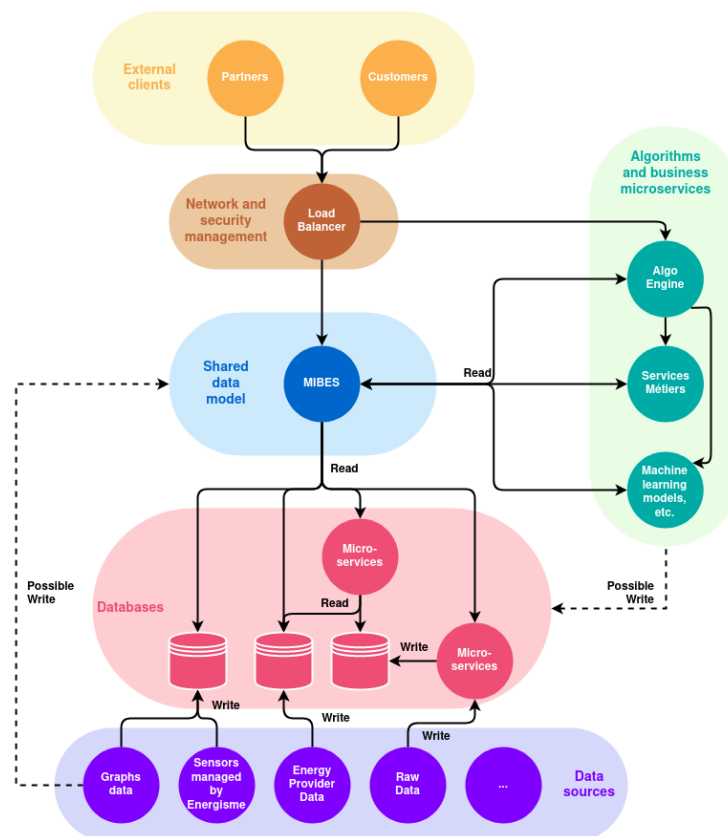 External
clients
Partners
Customers
Algorithms
and business
microservices
Network and
security
management
Load
Balancer
Algo
Engine
Shared
data
model
MIBES
Read
Services
Métiers
Read
Machine
learning
models,
etc.
Micro-
services
Possible
Write
Possible
Write
Databases
Read
Write
Micro-
services
Write
Write
Write
Graphs
data
Sensors
managed
by
Energisme
Energy
Provider
Data
Raw
Data
...
Data
sources